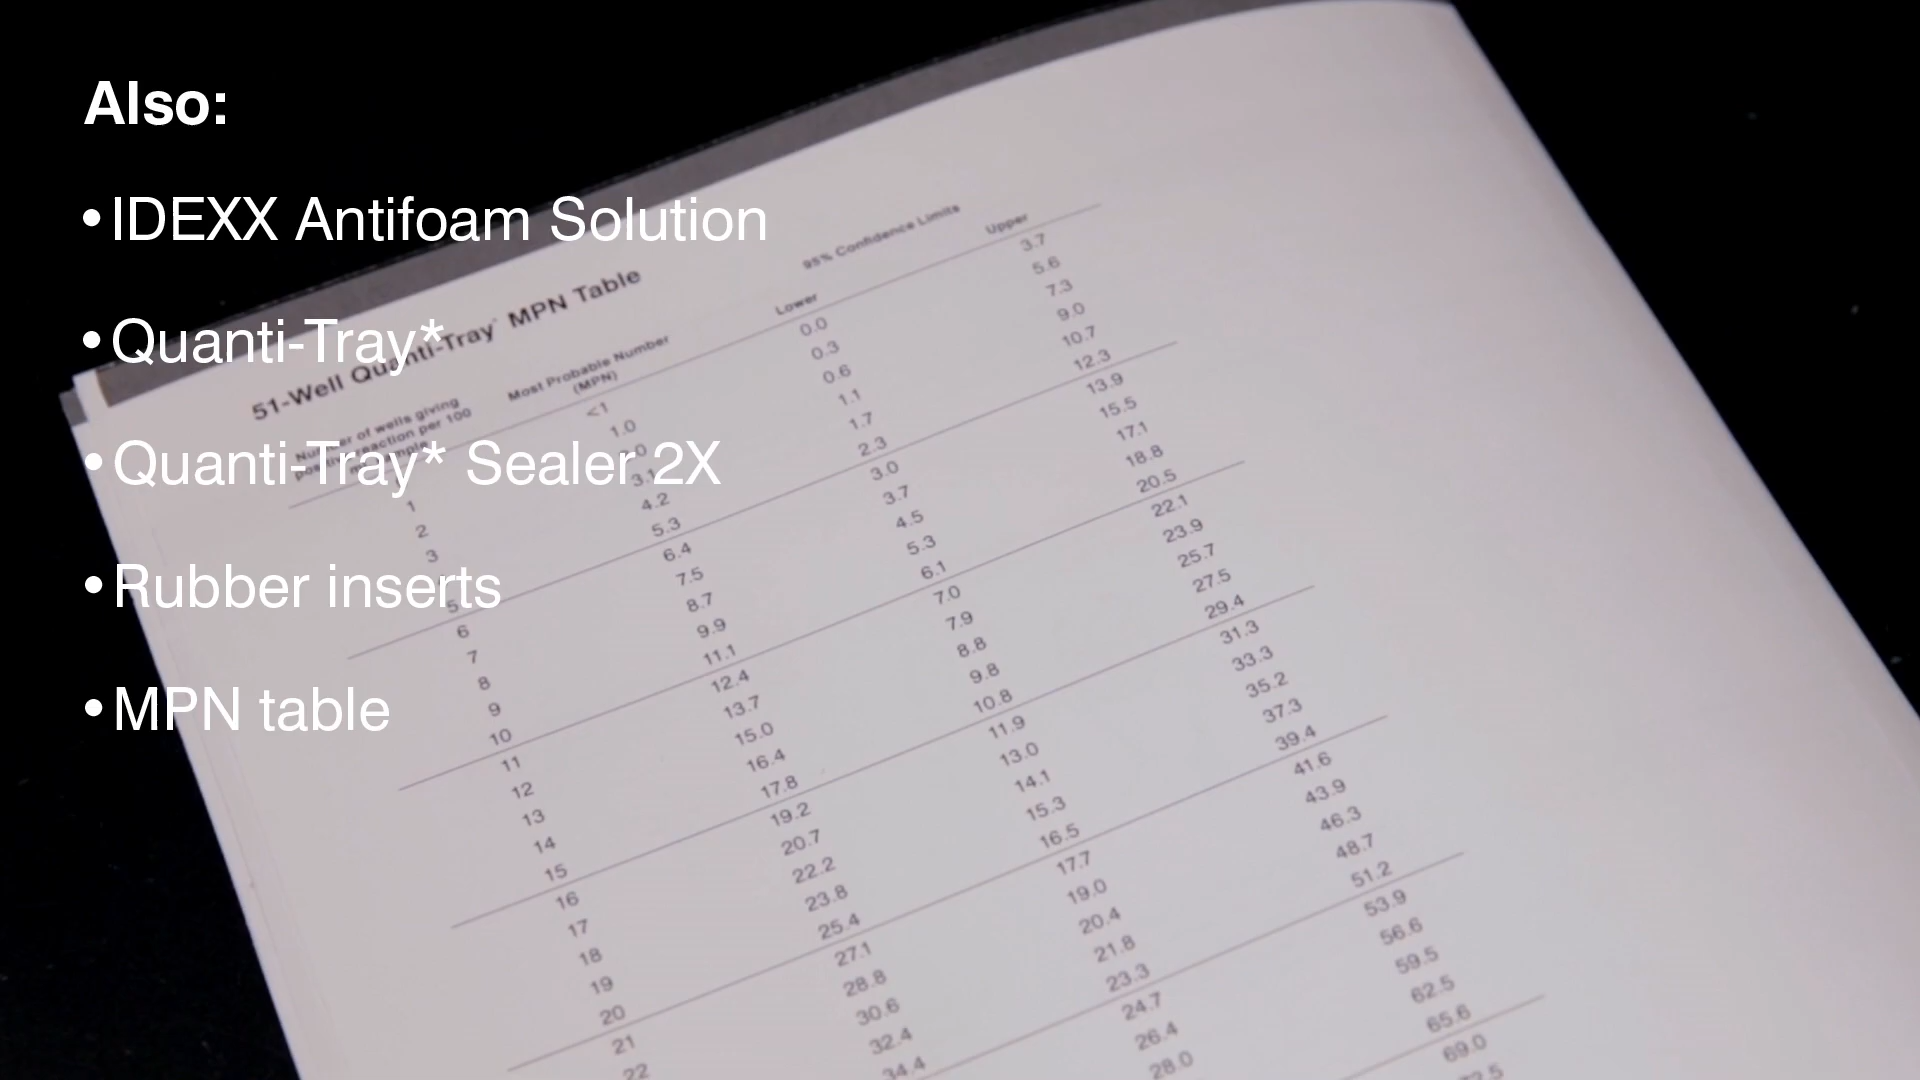 Also:
•IDEXX Antifoam Solution
•Quanti-Tray*
•Quanti-Tray* Sealer 2X
•Rubber inserts
•MPN table
51-Well Quanti-Tray MPN Table
95% Confidence Limits
of wells giving
per 100
Most Probable Number
(MPN)
Lower
Upper
<1 0.0 3.7
1 1.0 0.3 5.6
2 0.6 7.3
3 3.1 1.1 9.0
4.2 1.7 10.7
5 5.3 2.3 12.3
6 6.4 3.0 13.9
7 7.5 3.7 15.5
8 8.7 4.5 17.1
9 9.9 5.3 18.8
10 11.1 6.1 20.5
11 12.4 7.0 22.1
12 13.7 7.9 23.9
13 15.0 8.8 25.7
14 16.4 9.8 27.5
15 17.8 10.8 29.4
16 19.2 11.9 31.3
17 20.7 13.0 33.3
18 22.2 14.1 35.2
19 23.8 15.3 37.3
20 25.4 16.5 39.4
21 27.1 17.7 41.6
22 28.8 19.0 43.9
30.6 20.4 46.3
32.4 21.8 48.7
34.4 23.3 51.2
24.7 53.9
26.4 56.6
28.0 59.5
62.5
65.6
69.0